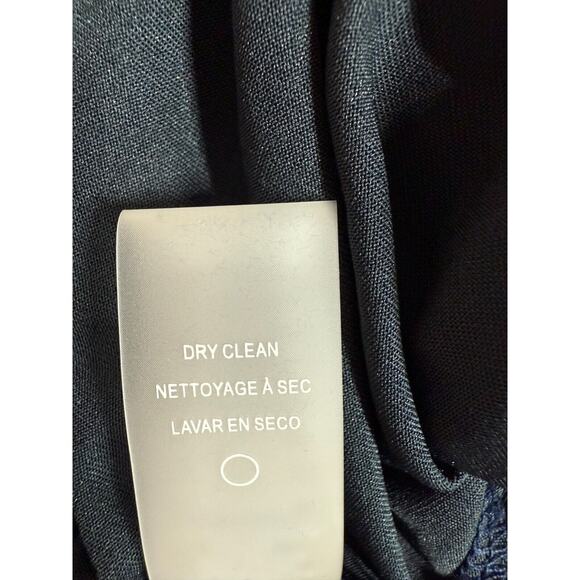 DRY CLEAN
NETTOYAGE À SEC
LAVAR EN SECO